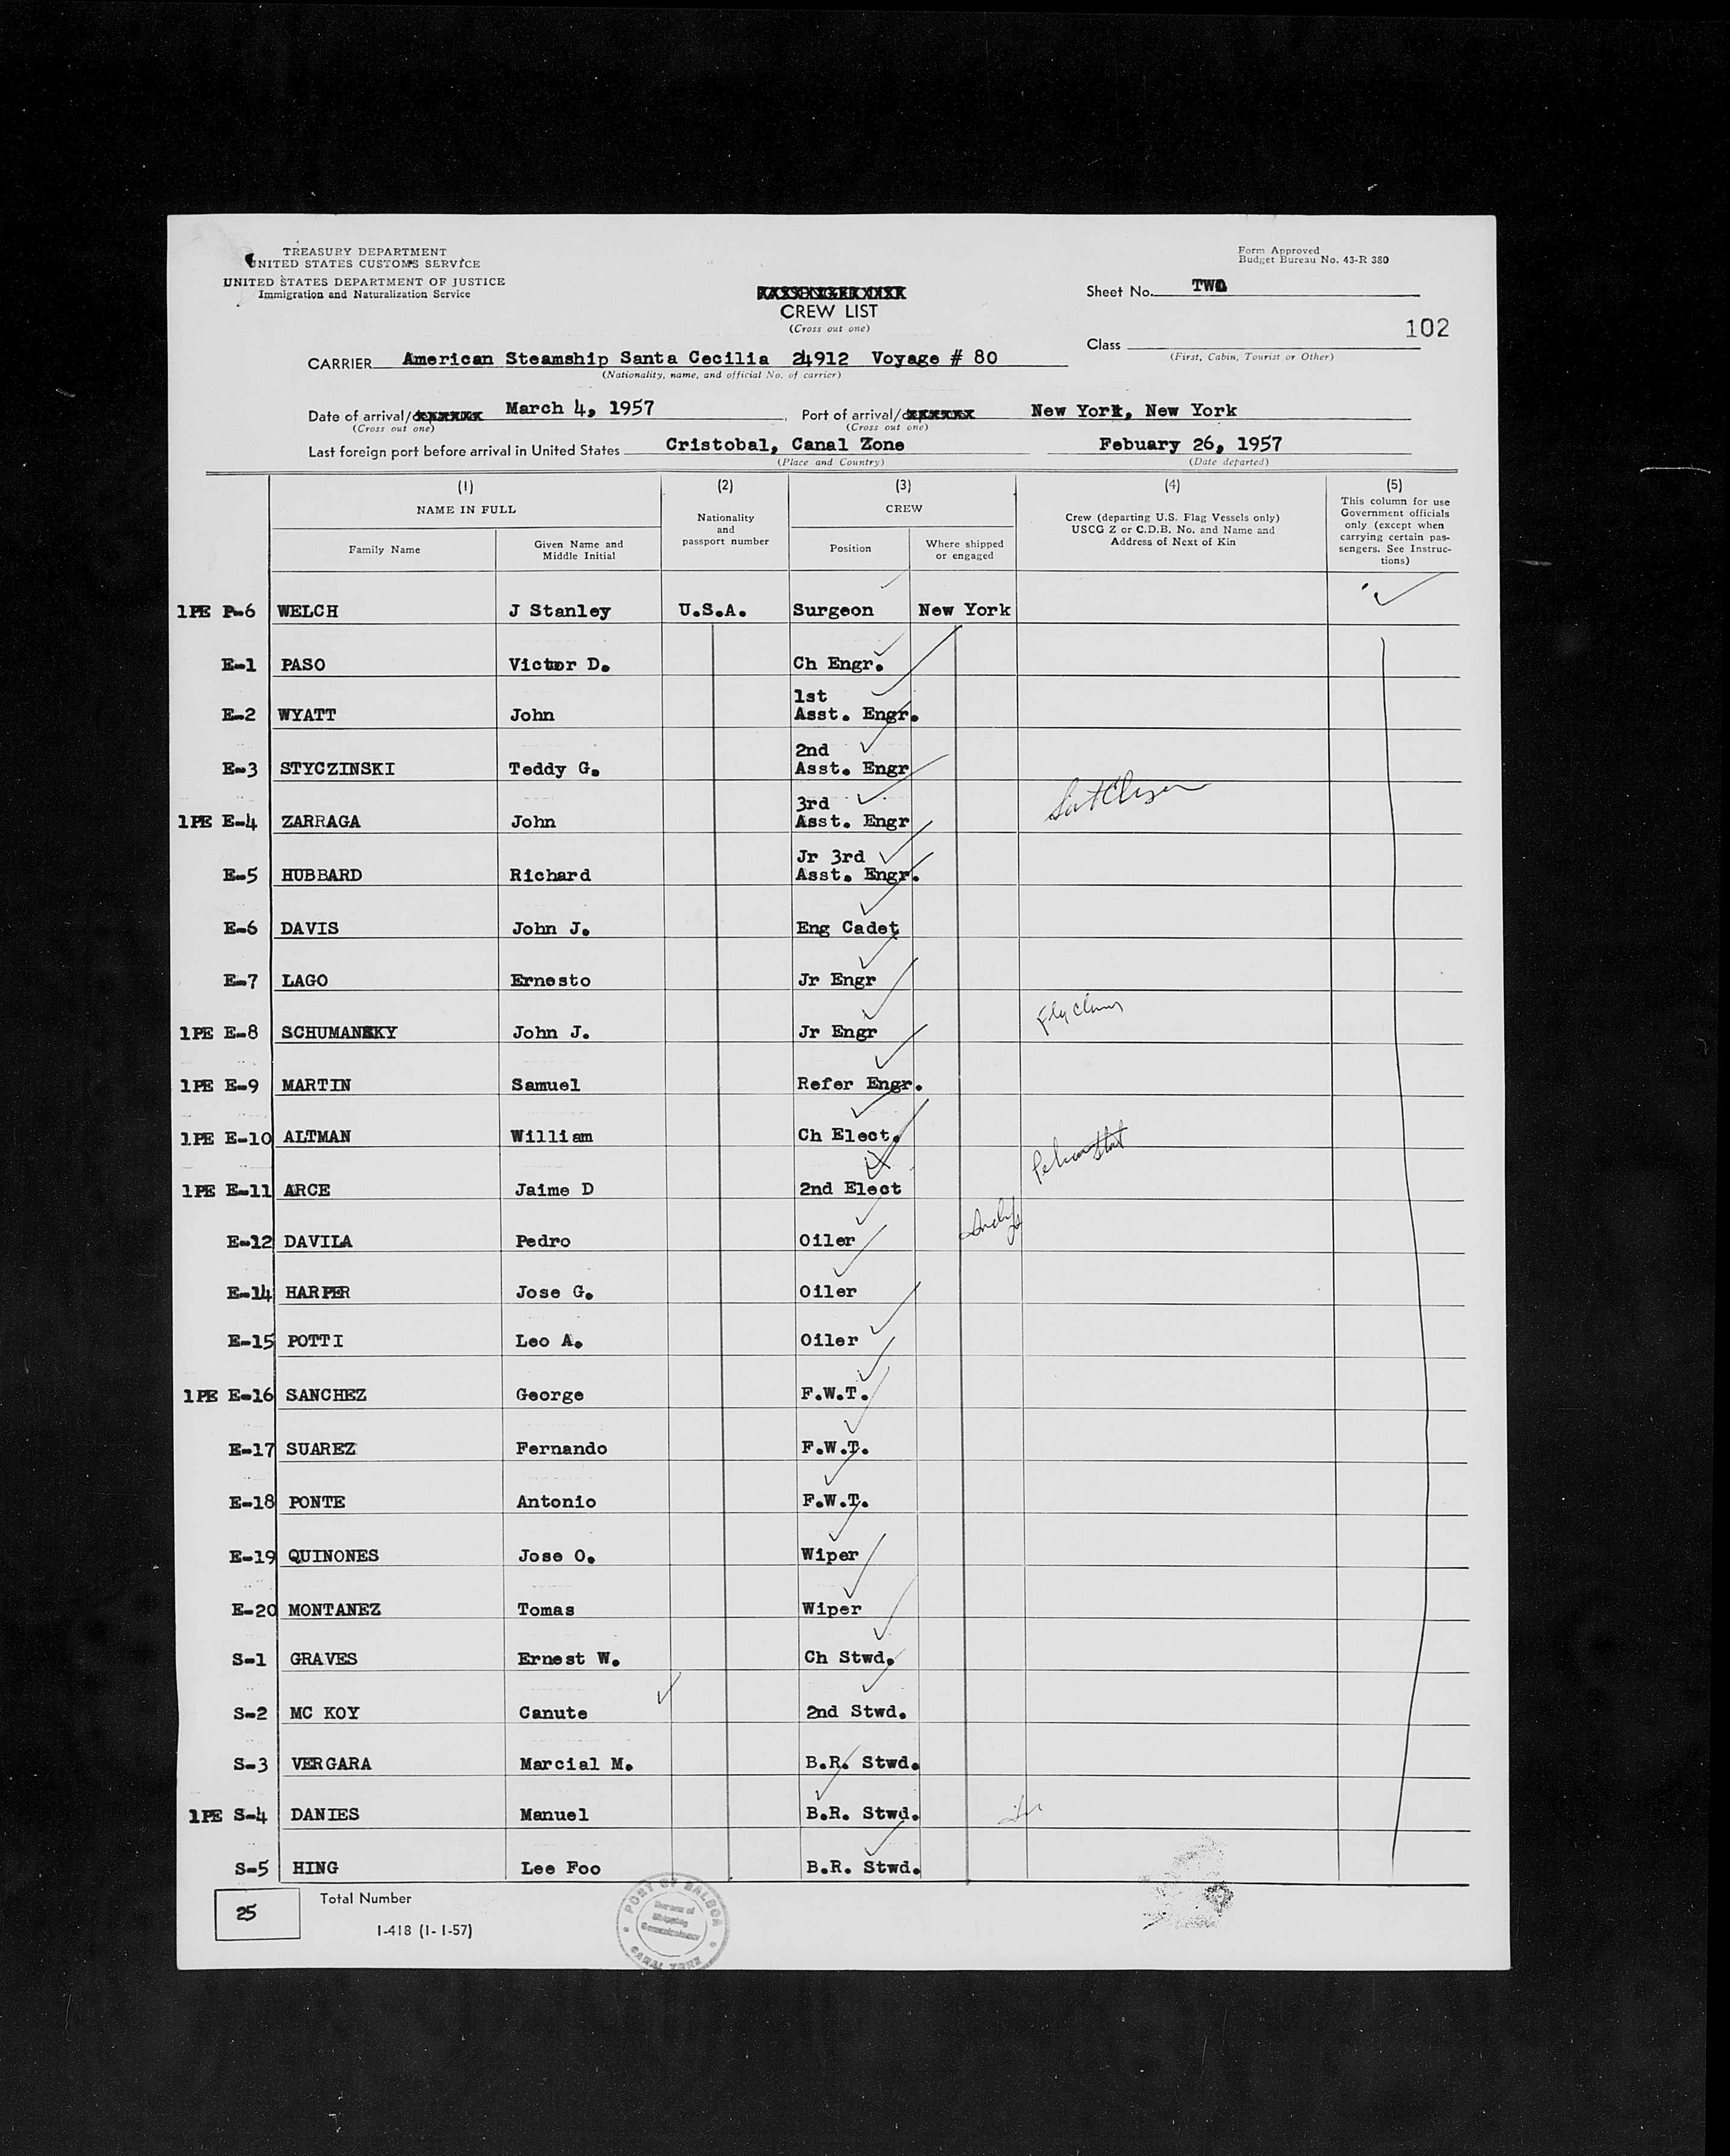 TREASURY DEPARTMENT
UNITED STATES CUSTOMS SERVICE
UNITED STATES DEPARTMENT OF JUSTICE
Immigration and Naturalization Service
Form Approved
Budget Bureau No. 43-R 380
CREW LIST
(Cross out one)
Sheet No. TWO
102
Class
(First, Cabin, Tourist or Other)
CARRIER American Steamship Santa Cecilia 24912 Voyage # 80
(Nationality, name, and official No. of carrier)
Date of arrival/ March 4, 1957 Port of arrival/ New York, New York
(Cross out one) (Cross out one)
Last foreign port before arrival in United States Cristobal, Canal Zone Febuary 26, 1957
(Place and Country) (Date departed)
(1) (2) (3) (4) (5)
NAME IN FULL
Family Name
Given Name and
Middle Initial
Nationality
and
passport number
CREW
Position
Where shipped
or engaged
Crew (departing U.S. Flag Vessels only)
USCG Z or C.D.B. No. and Name and
Address of Next of Kin
This column for use
Government officials
only (except when
carrying certain pas-
sengers. See Instruc-
tions)
1PE P-6 WELCH J Stanley U.S.A. Surgeon New York
E-1 PASO Victor D. Ch Engr.
E-2 WYATT John 1st Asst. Engr.
E-3 STYCZINSKI Teddy G. 2nd Asst. Engr
1PE E-4 ZARRAGA John 3rd Asst. Engr
E-5 HUBBARD Richard Jr 3rd Asst. Engr.
E-6 DAVIS John J. Eng Cadet
E-7 LAGO Ernesto Jr Engr
1PE E-8 SCHUMANSKY John J. Jr Engr
1PE E-9 MARTIN Samuel Refer Engr.
1PE E-10 ALTMAN William Ch Elect.
1PE E-11 ARCE Jaime D 2nd Elect
E-12 DAVILA Pedro Oiler
E-14 HARPER Jose G. Oiler
E-15 POTTI Leo A. Oiler
1PE E-16 SANCHEZ George F.W.T.
E-17 SUAREZ Fernando F.W.T.
E-18 PONTE Antonio F.W.T.
E-19 QUINONES Jose O. Wiper
E-20 MONTANEZ Tomas Wiper
S-1 GRAVES Ernest W. Ch Stwd.
S-2 MC KOY Canute 2nd Stwd.
S-3 VERGARA Marcial M. B.R. Stwd.
1PE S-4 DANIES Manuel B.R. Stwd.
S-5 HING Lee Foo B.R. Stwd.
25 Total Number
I-418 (1-1-57)
PORT OF BALBOA
CANAL ZONE